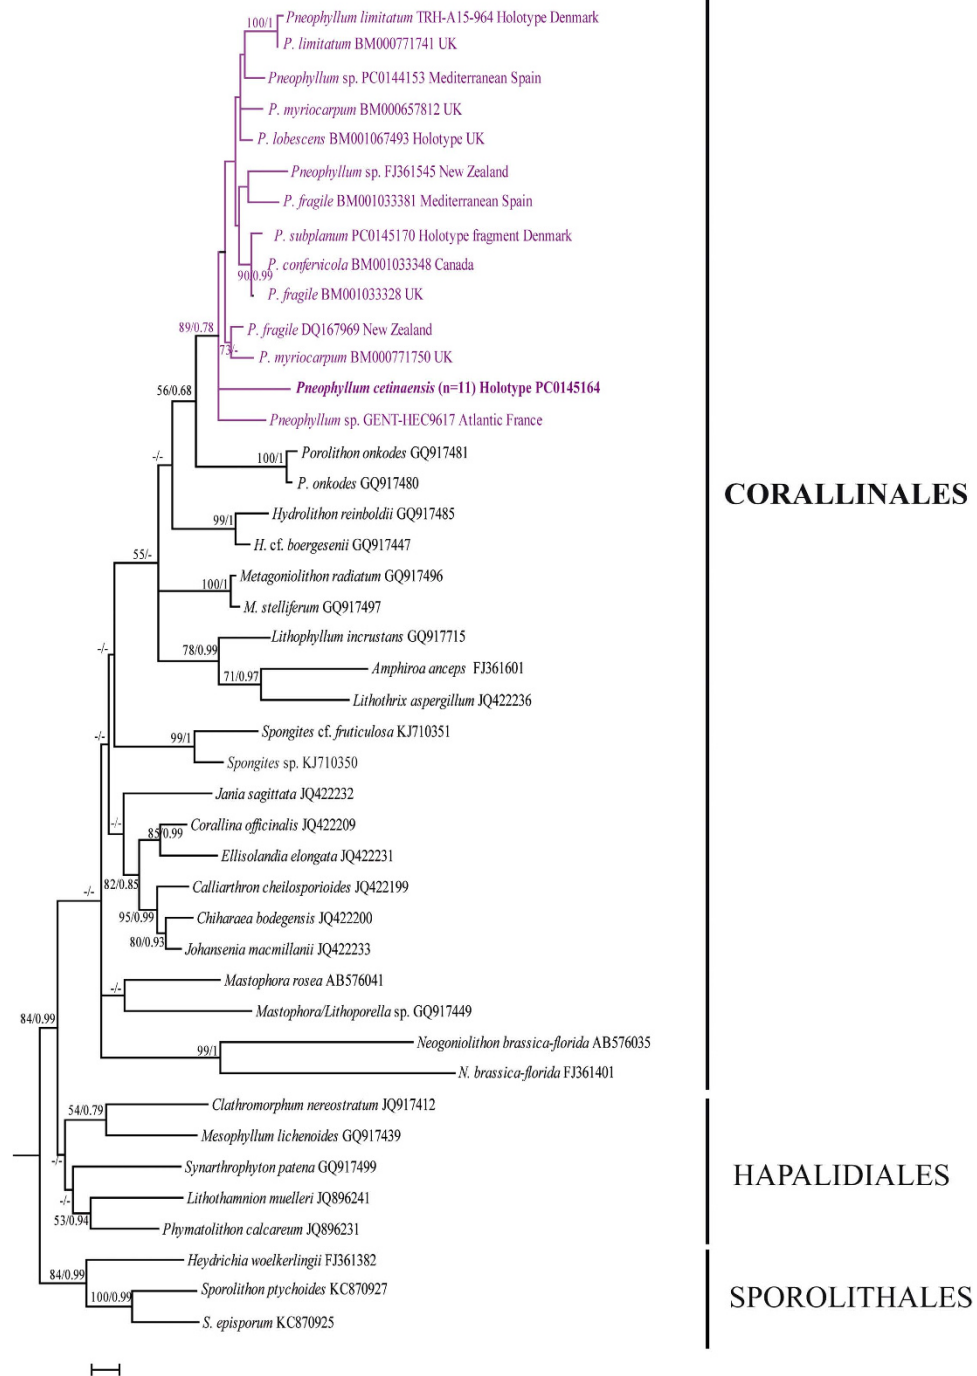 Pneophyllum limitatum TRH-A15-964 Holotype Denmark
100/1
P. limitatum BM000771741 UK
Pneophyllum sp. PC0144153 Mediterranean Spain
P. myriocarpum BM000657812 UK
P. lobescens BM001067493 Holotype UK
Pneophyllum sp. FJ361545 New Zealand
P. fragile BM001033381 Mediterranean Spain
P. subplanum PC0145170 Holotype fragment Denmark
P. confervicola BM001033348 Canada
90/0.99
P. fragile BM001033328 UK
89/0.78
P. fragile DQ167969 New Zealand
73/-
P. myriocarpum BM000771750 UK
Pneophyllum cetinaensis (n=11) Holotype PC0145164
56/0.68
Pneophyllum sp. GENT-HEC9617 Atlantic France
Porolithon onkodes GQ917481
-/-
100/1
P. onkodes GQ917480
CORALLINALES
Hydrolithon reinboldii GQ917485
99/1
H. cf. boergesenii GQ917447
55/-
Metagoniolithon radiatum GQ917496
100/1
M. stelliferum GQ917497
Lithophyllum incrustans GQ917715
78/0.99
-/-
Amphiroa anceps FJ361601
71/0.97
Lithothrix aspergillum JQ422236
Spongites cf. fruticulosa KJ710351
-/-
99/1
Spongites sp. KJ710350
Jania sagittata JQ422232
-/-
Corallina officinalis JQ422209
85/0.99
Ellisolandia elongata JQ422231
82/0.85
Calliarthron cheilosporioides JQ422199
-/-
95/0.99
Chiharaea bodegensis JQ422200
80/0.93
Johansenia macmillanii JQ422233
Mastophora rosea AB576041
-/-
Mastophora/Lithoporella sp. GQ917449
84/0.99
Neogoniolithon brassica-florida AB576035
99/1
N. brassica-florida FJ361401
Clathromorphum nereostratum JQ917412
54/0.79
Mesophyllum lichenoides GQ917439
-/-
Synarthrophyton patena GQ917499
HAPALIDIALES
-/-
Lithothamnion muelleri JQ896241
53/0.94
Phymatolithon calcareum JQ896231
Heydrichia woelkerlingii FJ361382
84/0.99
Sporolithon ptychoides KC870927
100/0.99
SPOROLITHALES
S. episporum KC870925